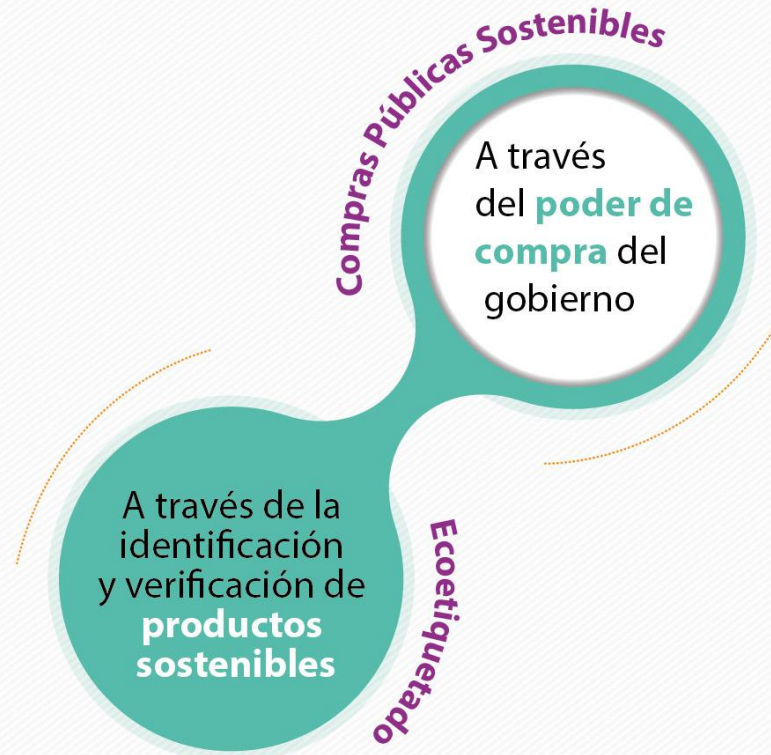 Compras Públicas Sostenibles
A través
del poder de
compra del
gobierno
A través de la
identificación
y verificación de
productos
sostenibles
Ecoetiquetado